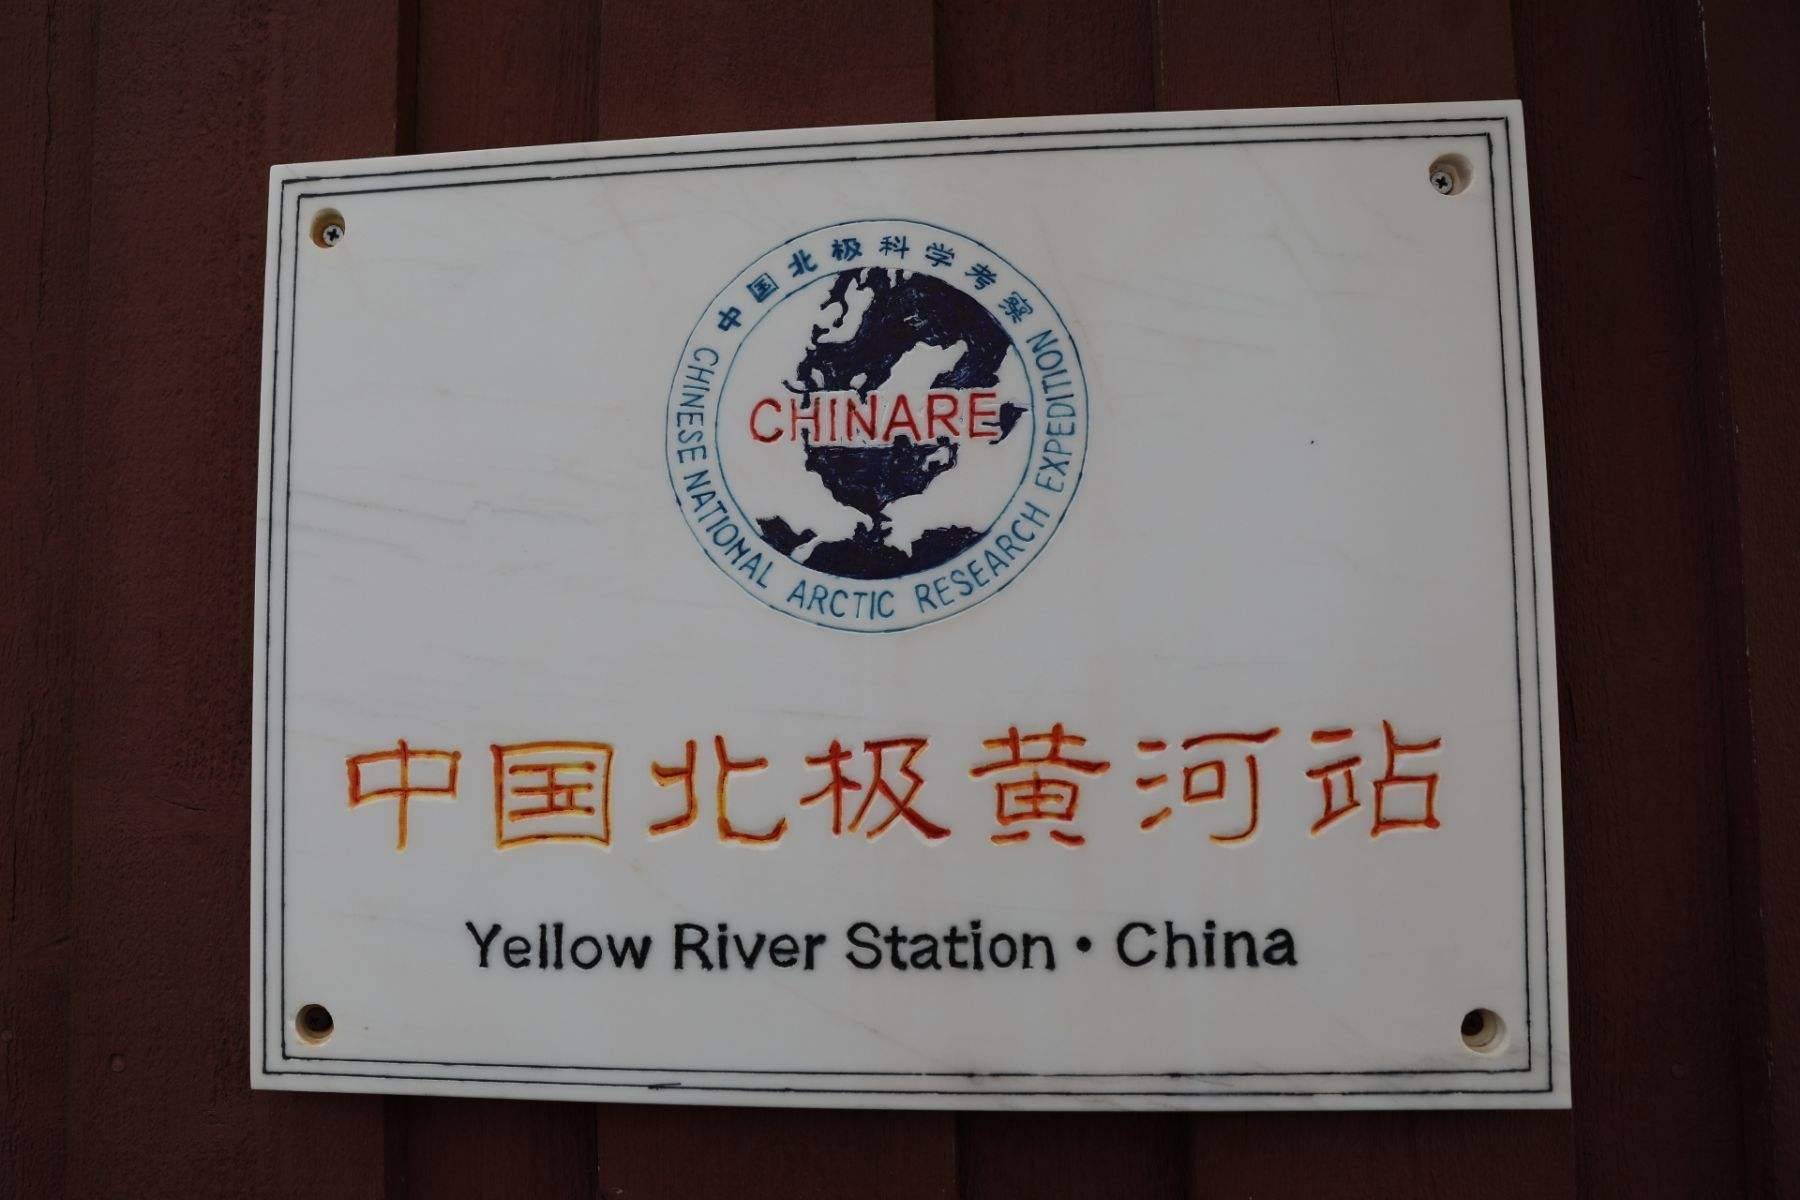 中国北极科学考察
CHINESE NATIONAL ARCTIC RESEARCH EXPEDITION
CHINARE
中国北极黄河站
Yellow River Station · China